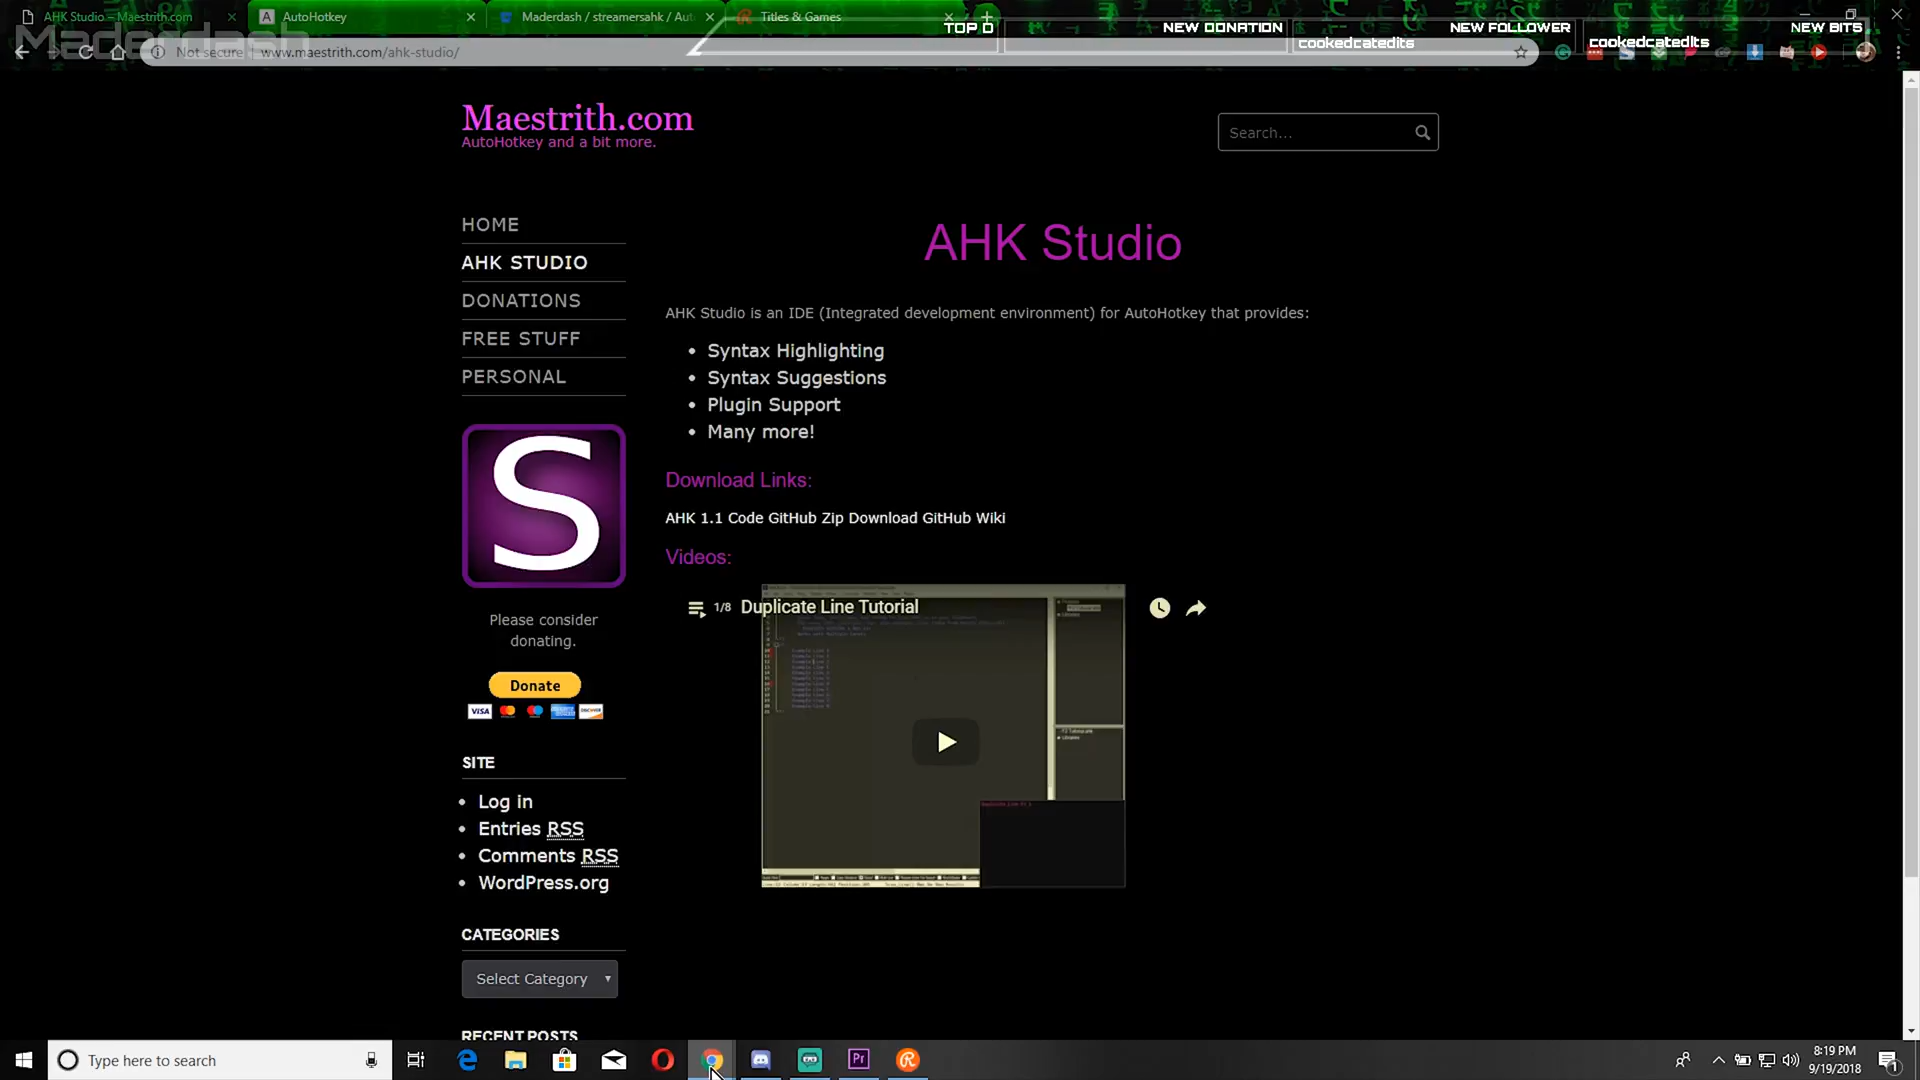 AHK Studio – Maestrith.com
AutoHotkey
Maderdash / streamersahk / Aut
Titles & Games
TOP D
NEW DONATION
NEW FOLLOWER
NEW BITS
cookedcatedits
cookedcatedits
Maderdash
Not secure
www.maestrith.com/ahk-studio/
Maestrith.com
AutoHotkey and a bit more.
Search...
HOME
AHK STUDIO
DONATIONS
FREE STUFF
PERSONAL
AHK Studio
AHK Studio is an IDE (Integrated development environment) for AutoHotkey that provides:
Syntax Highlighting
Syntax Suggestions
Plugin Support
Many more!
Download Links:
AHK 1.1 Code GitHub Zip Download GitHub Wiki
Videos:
1/8 Duplicate Line Tutorial
S
Please consider
donating.
Donate
VISA
DISCOVER
SITE
Log in
Entries RSS
Comments RSS
WordPress.org
CATEGORIES
Select Category
RECENT POSTS
Type here to search
Pr
8:19 PM
9/19/2018
1